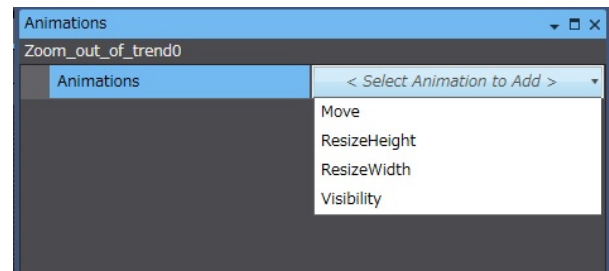 Animations
Zoom_out_of_trend0
Animations < Select Animation to Add >
Move
ResizeHeight
ResizeWidth
Visibility